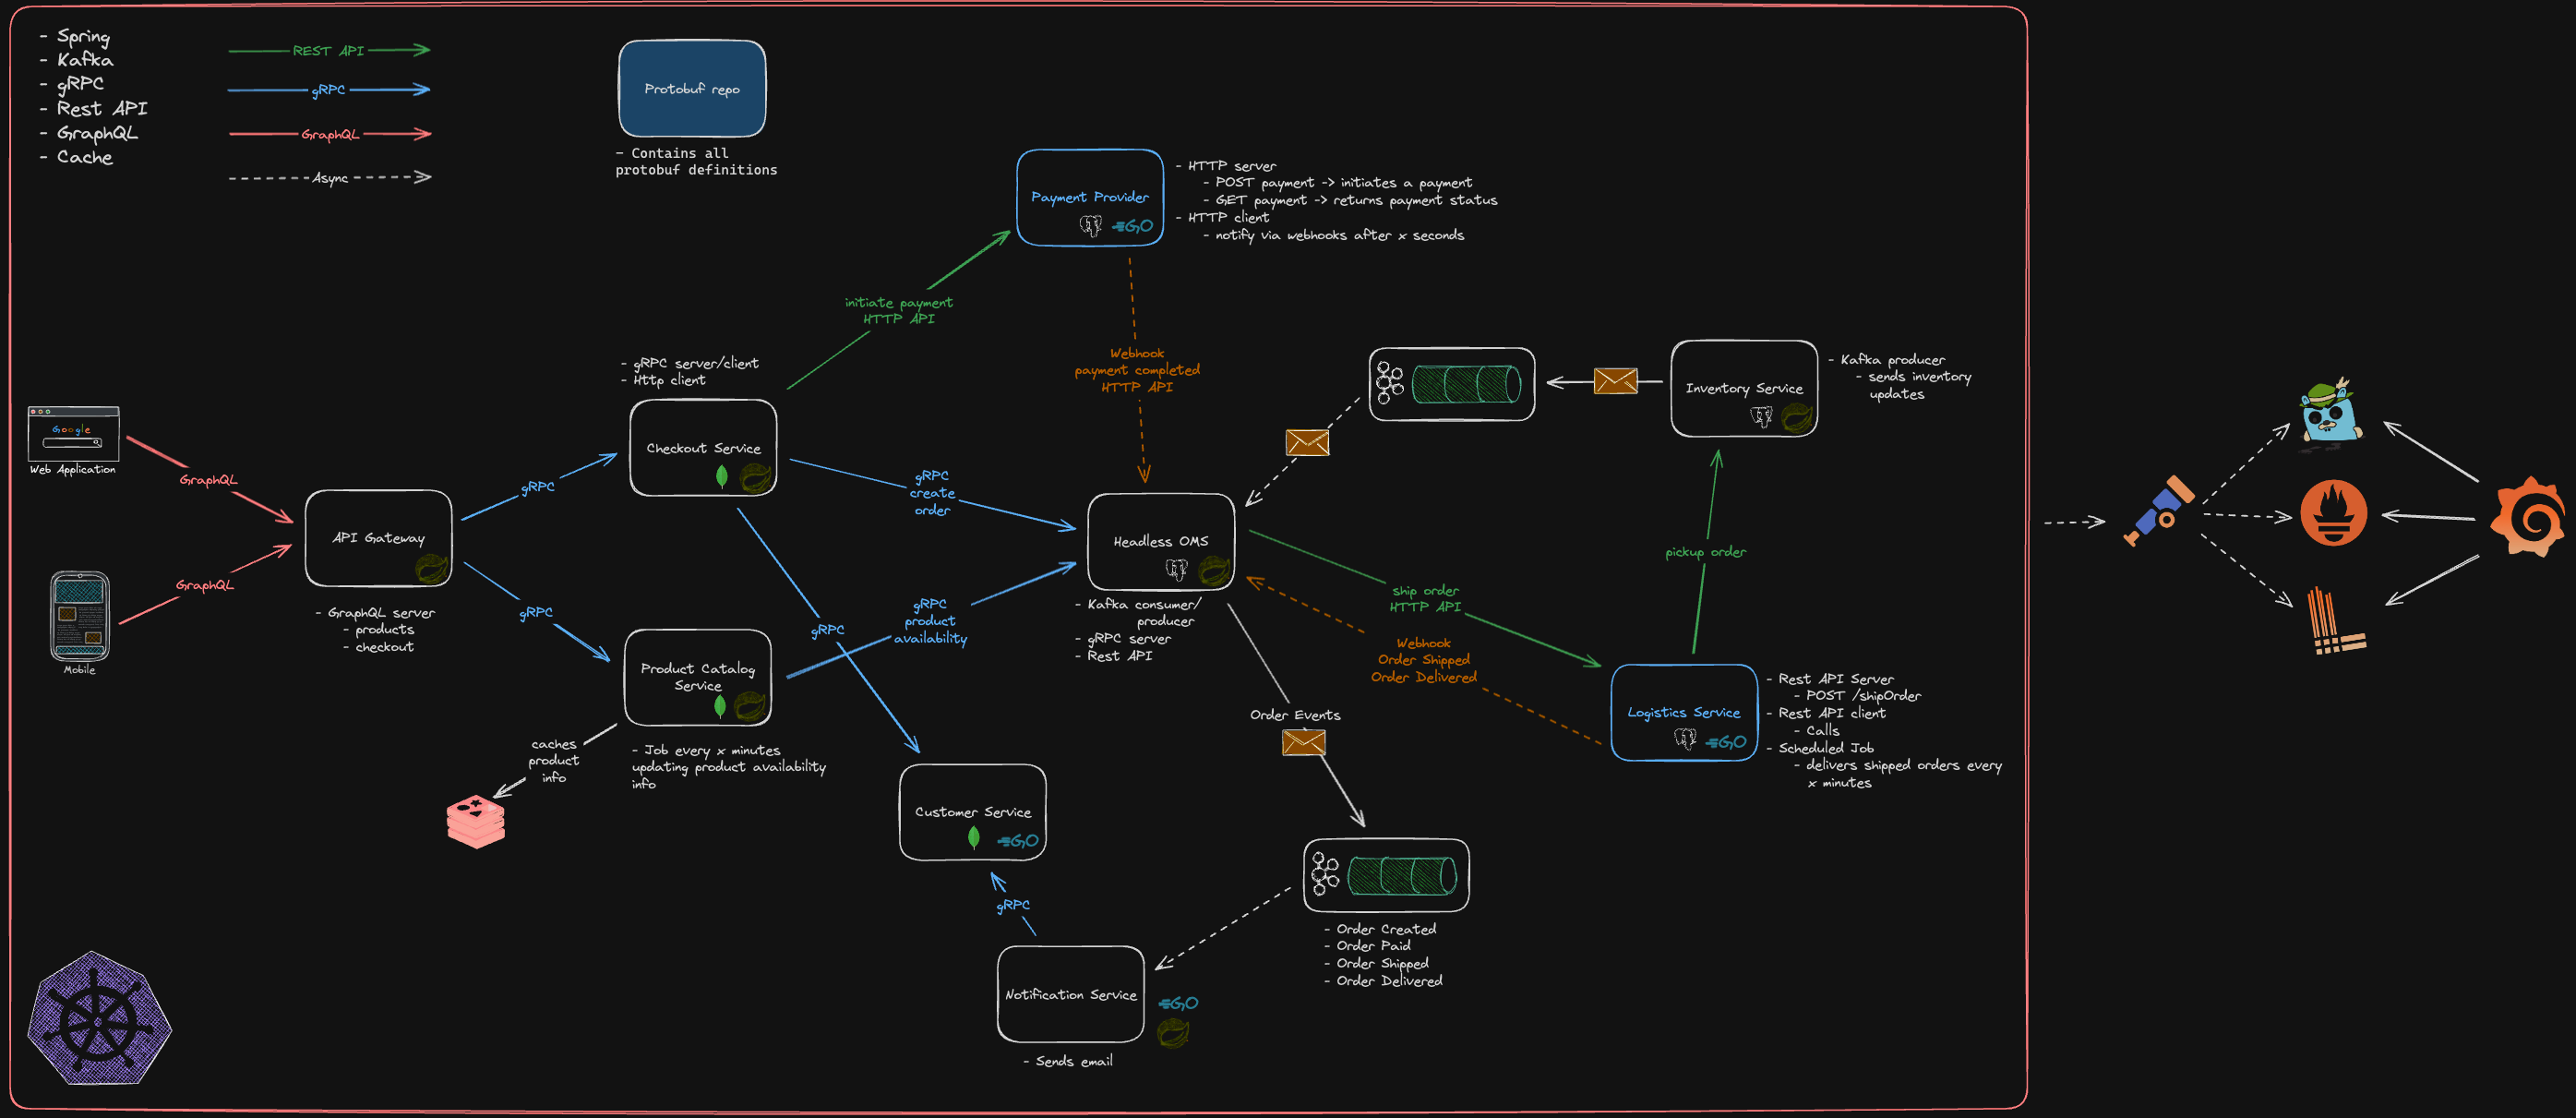 - Spring
- Kafka
- gRPC
- Rest API
- GraphQL
- Cache
REST API
gRPC
GraphQL
Async
Protobuf repo
- Contains all
protobuf definitions
Payment Provider
GO
- HTTP server
- POST payment -> initiates a payment
- GET payment -> returns payment status
- HTTP client
- notify via webhooks after x seconds
initiate payment
HTTP API
Webhook
payment completed
HTTP API
- gRPC server/client
- Http client
Checkout Service
Google
Web Application
GraphQL
GraphQL
Mobile
API Gateway
- GraphQL server
- products
- checkout
gRPC
gRPC
gRPC
create
order
gRPC
gRPC
product
availability
Product Catalog
Service
- Job every x minutes
updating product availability
info
caches
product
info
Headless OMS
- Kafka consumer/
producer
- gRPC server
- Rest API
Inventory Service
- Kafka producer
- sends inventory
updates
pickup order
ship order
HTTP API
Webhook
Order Shipped
Order Delivered
Logistics Service
GO
- Rest API Server
- POST /shipOrder
- Rest API client
- Calls
- Scheduled Job
- delivers shipped orders every
x minutes
Order Events
Customer Service
GO
gRPC
- Order Created
- Order Paid
- Order Shipped
- Order Delivered
Notification Service
GO
- Sends email